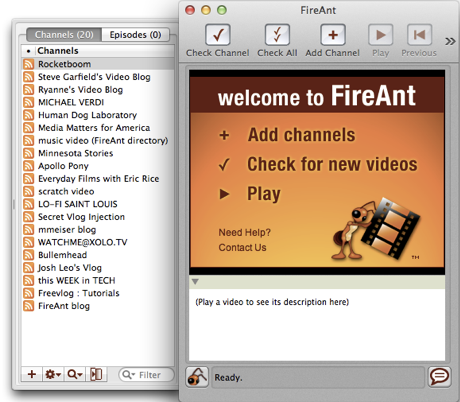 Channels (20)
Episodes (0)
Channels
Rocketboom
Steve Garfield's Video Blog
Ryanne's Video Blog
MICHAEL VERDI
Human Dog Laboratory
Media Matters for America
music video (FireAnt directory)
Minnesota Stories
Apollo Pony
Everyday Films with Eric Rice
scratch video
LO-FI SAINT LOUIS
Secret Vlog Injection
mmeiser blog
WATCHME@XOLO.TV
Bullemhead
Josh Leo's Vlog
this WEEK in TECH
Freevlog : Tutorials
FireAnt blog
Filter
FireAnt
Check Channel
Check All
Add Channel
Play
Previous
welcome to FireAnt
+ Add channels
✓ Check for new videos
▶ Play
Need Help?
Contact Us
TM
(Play a video to see its description here)
Ready.